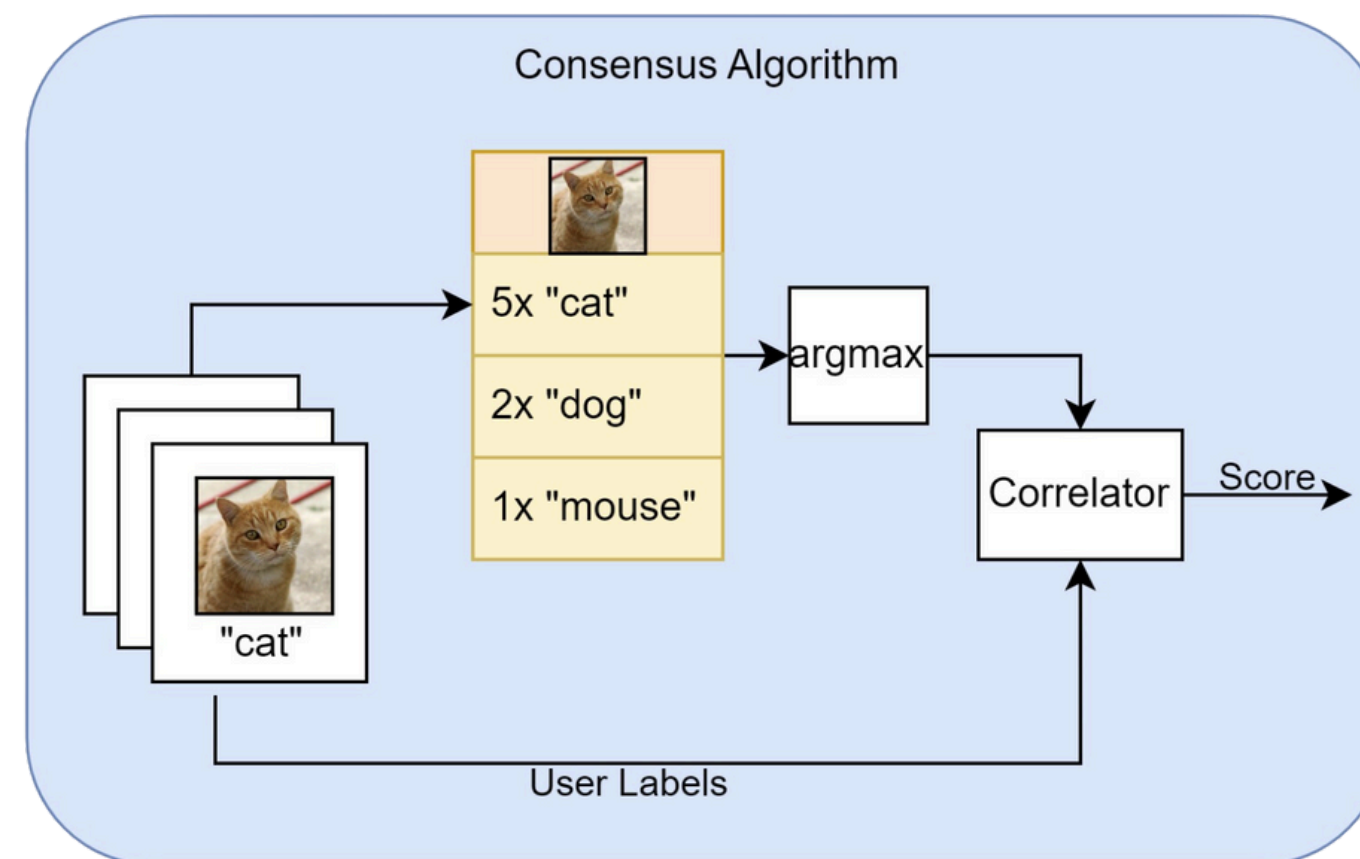 Consensus Algorithm
5x "cat"
2x "dog"
1x "mouse"
argmax
Correlator
Score
"cat"
User Labels